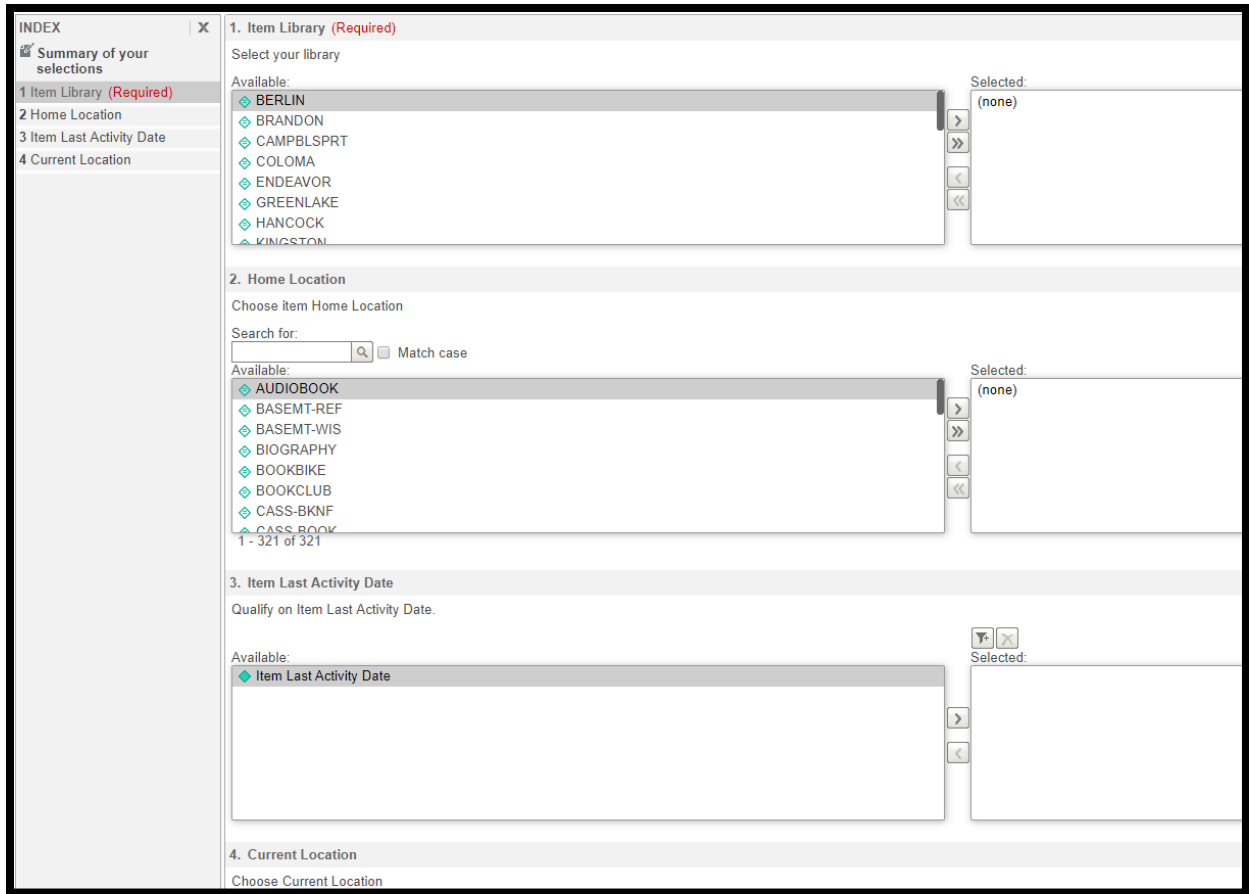 INDEX
X
Summary of your
selections
1 Item Library (Required)
2 Home Location
3 Item Last Activity Date
4 Current Location
1. Item Library (Required)
Select your library
Available:
BERLIN
BRANDON
CAMPBLSPRT
COLOMA
ENDEAVOR
GREENLAKE
HANCOCK
KINGSTON
Selected:
(none)
2. Home Location
Choose item Home Location
Search for:
Match case
Available:
AUDIOBOOK
BASEMT-REF
BASEMT-WIS
BIOGRAPHY
BOOKBIKE
BOOKCLUB
CASS-BKNF
CASS-BOOK
1 - 321 of 321
Selected:
(none)
3. Item Last Activity Date
Qualify on Item Last Activity Date.
Available:
Item Last Activity Date
Selected:
4. Current Location
Choose Current Location